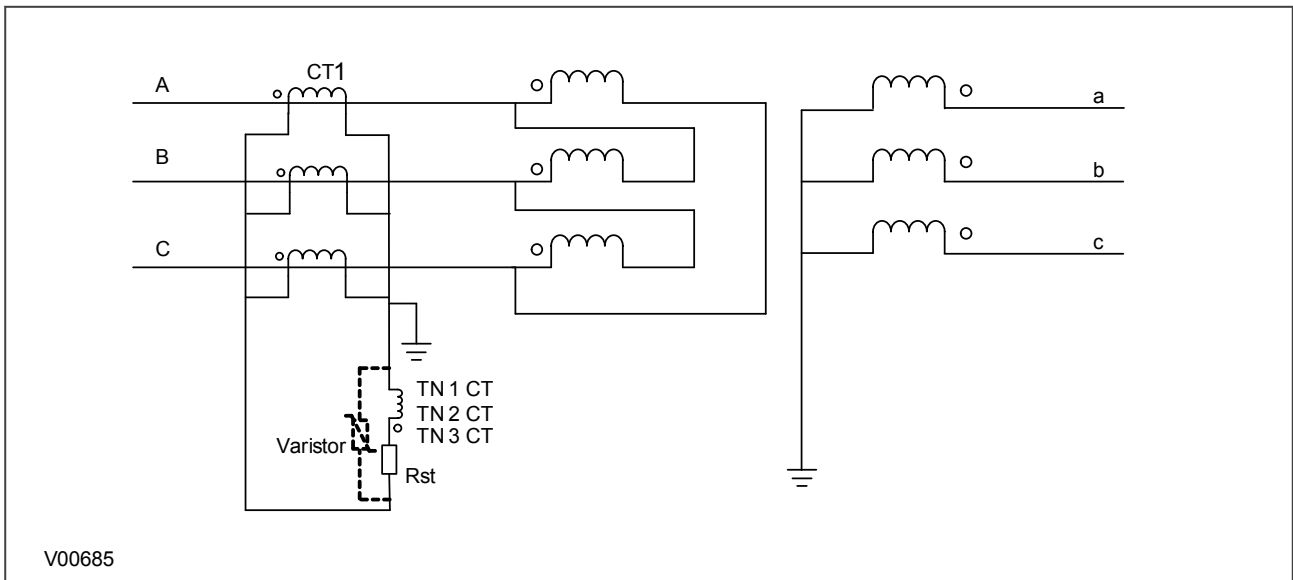 CT1
A
a
B
b
C
c
TN 1 CT
TN 2 CT
TN 3 CT
Varistor
Rst
V00685